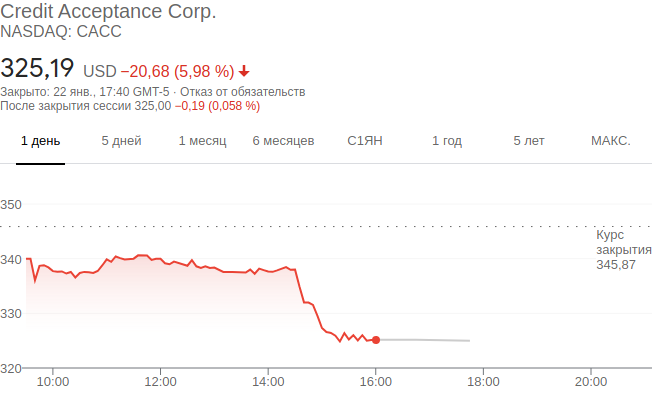 Credit Acceptance Corp.
NASDAQ: CACC
325,19 USD −20,68 (5,98 %)
Закрыто: 22 янв., 17:40 GMT-5 · Отказ от обязательств
После закрытия сессии 325,00 −0,19 (0,058 %)
1 день 5 дней 1 месяц 6 месяцев С1ЯН 1 год 5 лет МАКС.
350
Курс
закрытия
345,87
340
330
320
10:00 12:00 14:00 16:00 18:00 20:00